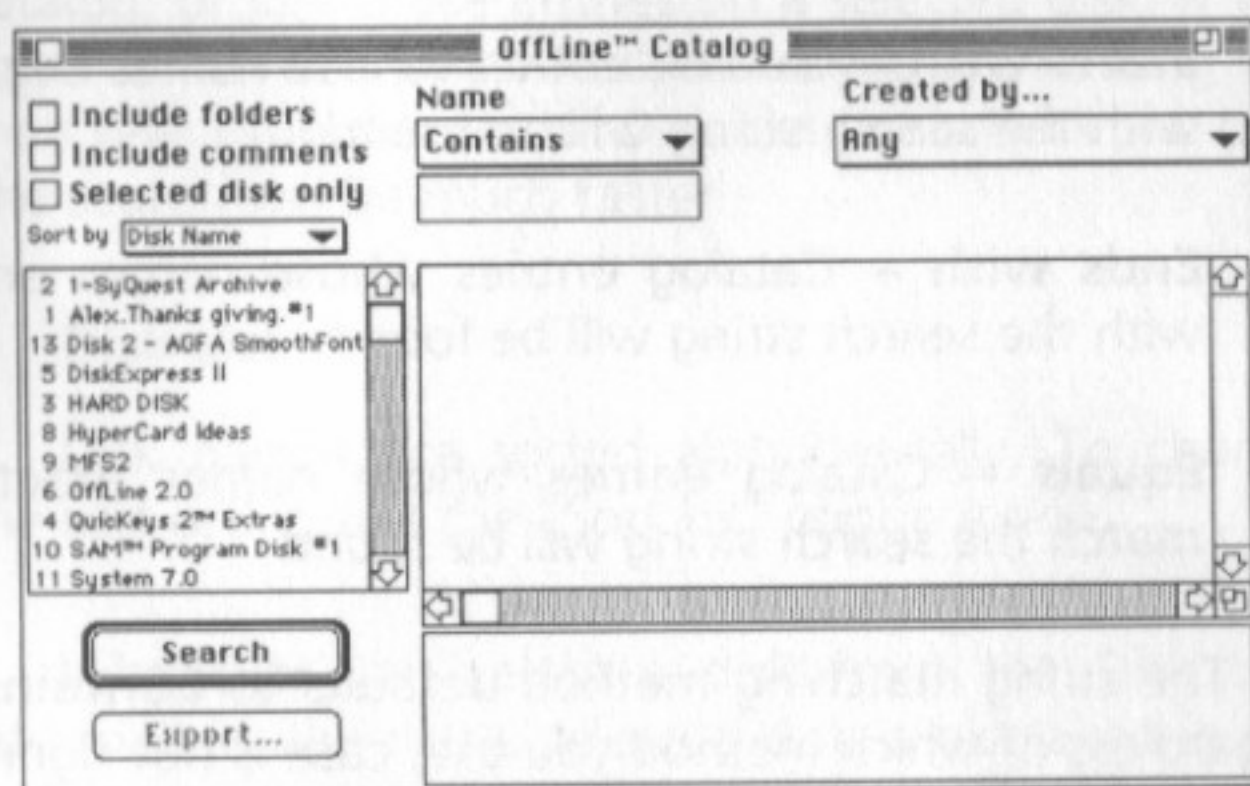 OffLine™ Catalog
Include folders
Include comments
Selected disk only
Sort by Disk Name
Name
Contains
Created by...
Any
2 1-SyQuest Archive
1 Alex.Thanks giving.#1
13 Disk 2 - AGFA SmoothFont
5 DiskExpress II
3 HARD DISK
8 HyperCard Ideas
9 MFS2
6 OffLine 2.0
4 QuicKeys 2™ Extras
10 SAM™ Program Disk #1
11 System 7.0
Search
Export...